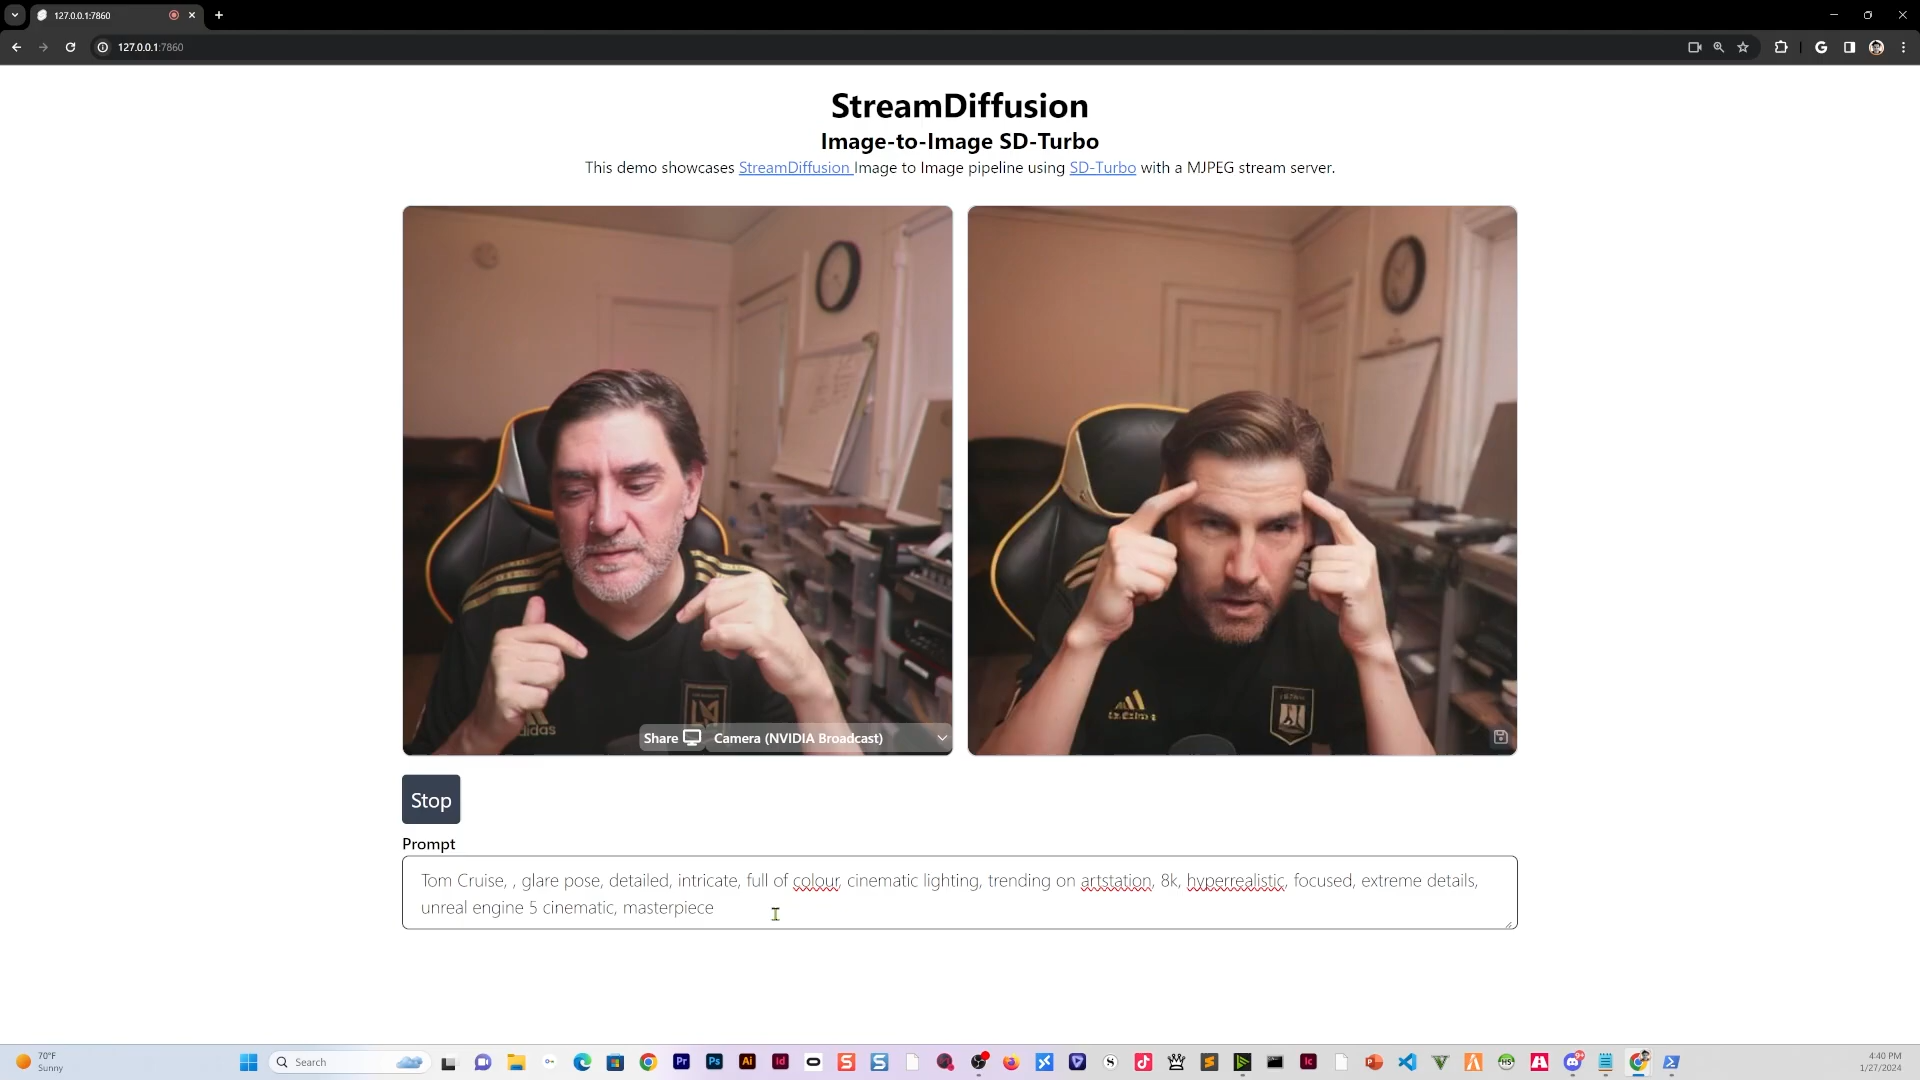 127.0.0.1:7860
127.0.0.1:7860
StreamDiffusion
Image-to-Image SD-Turbo
This demo showcases StreamDiffusion Image to Image pipeline using SD-Turbo with a MJPEG stream server.
Share Camera (NVIDIA Broadcast)
Stop
Prompt
Tom Cruise, , glare pose, detailed, intricate, full of colour, cinematic lighting, trending on artstation, 8k, hyperrealistic, focused, extreme details,
unreal engine 5 cinematic, masterpiece
70°F
Sunny
Search
4:40 PM
1/27/2024